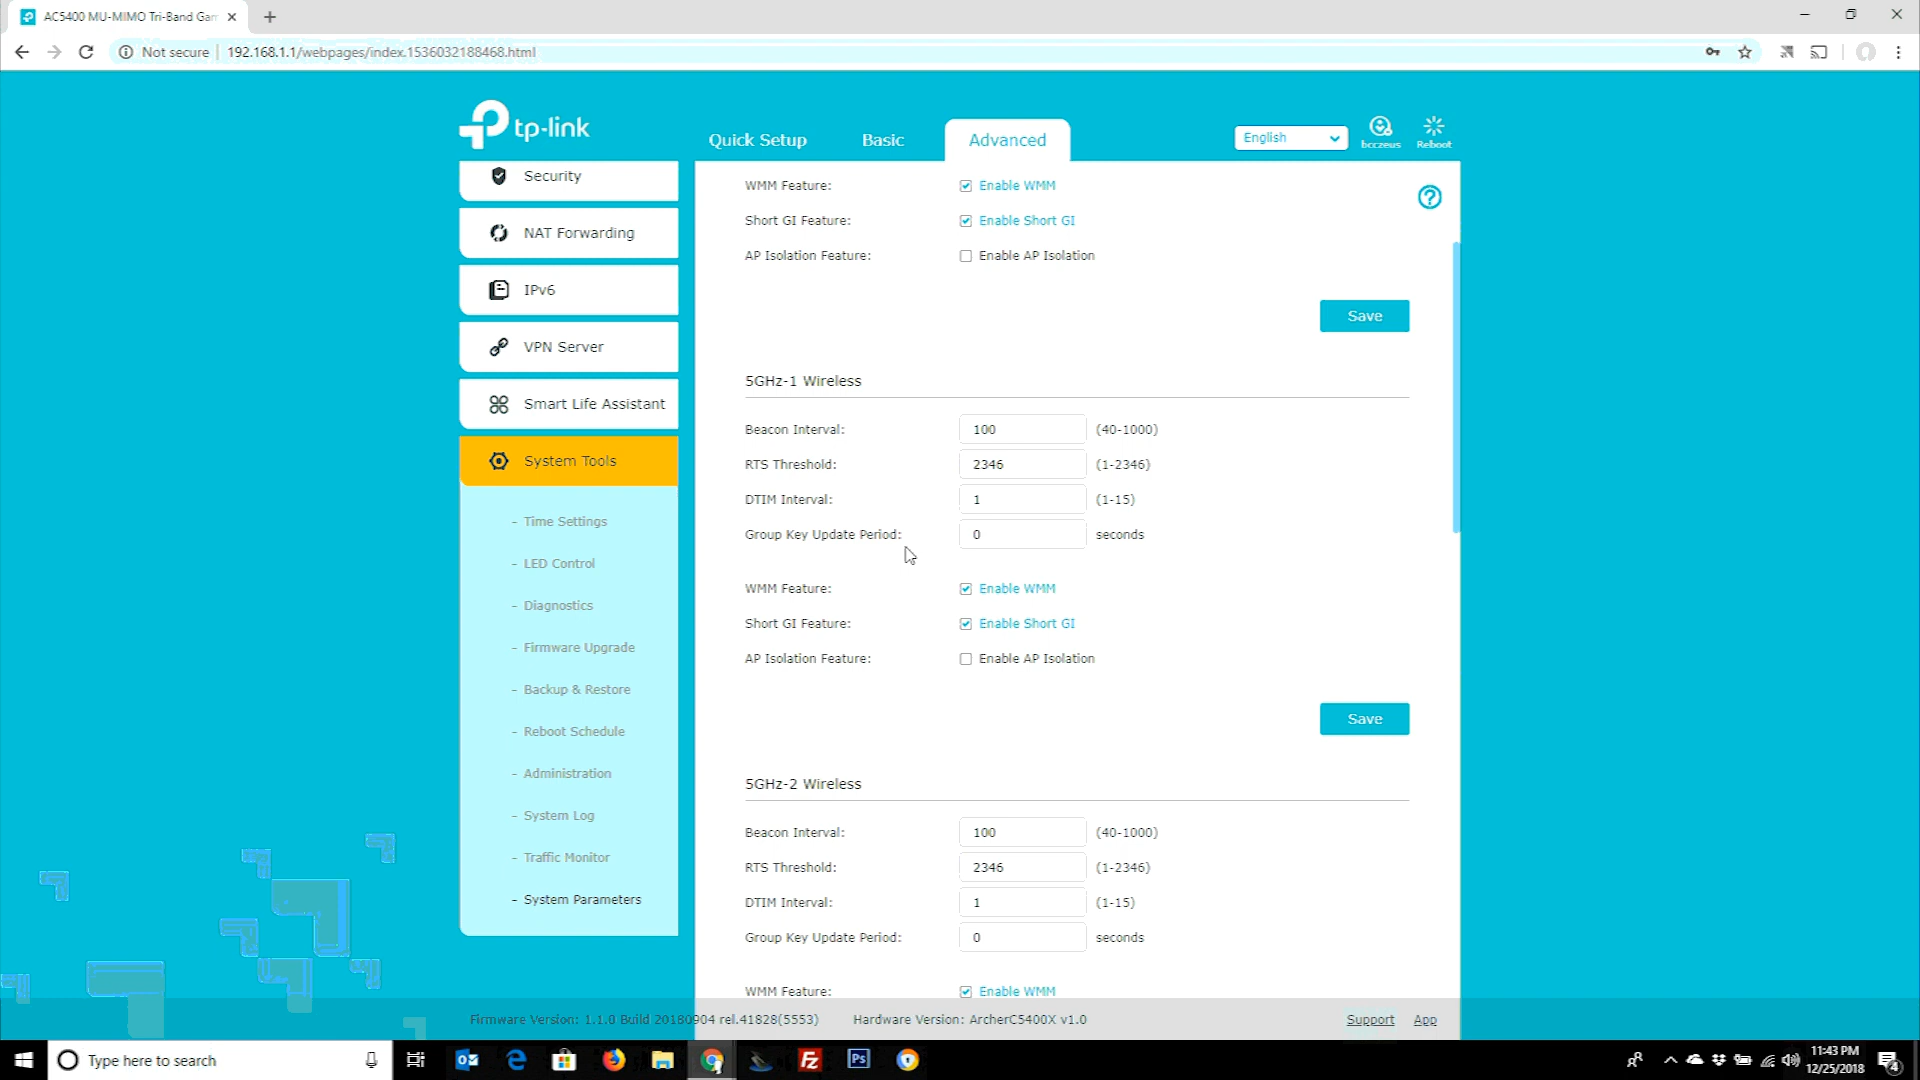 AC5400 MU-MIMO Tri-Band Gam
Not secure
192.168.1.1/webpages/index.1536032188468.html
tp-link
Quick Setup
Basic
Advanced
English
bcczeus
Reboot
Security
NAT Forwarding
IPv6
VPN Server
Smart Life Assistant
System Tools
- Time Settings
- LED Control
- Diagnostics
- Firmware Upgrade
- Backup & Restore
- Reboot Schedule
- Administration
- System Log
- Traffic Monitor
- System Parameters
WMM Feature: Enable WMM
Short GI Feature: Enable Short GI
AP Isolation Feature: Enable AP Isolation
Save
5GHz-1 Wireless
Beacon Interval: 100 (40-1000)
RTS Threshold: 2346 (1-2346)
DTIM Interval: 1 (1-15)
Group Key Update Period: 0 seconds
WMM Feature: Enable WMM
Short GI Feature: Enable Short GI
AP Isolation Feature: Enable AP Isolation
Save
5GHz-2 Wireless
Beacon Interval: 100 (40-1000)
RTS Threshold: 2346 (1-2346)
DTIM Interval: 1 (1-15)
Group Key Update Period: 0 seconds
WMM Feature: Enable WMM
Firmware Version: 1.1.0 Build 20180904 rel.41828(5553) Hardware Version: ArcherC5400X v1.0 Support App
Type here to search
11:43 PM
12/25/2018
4